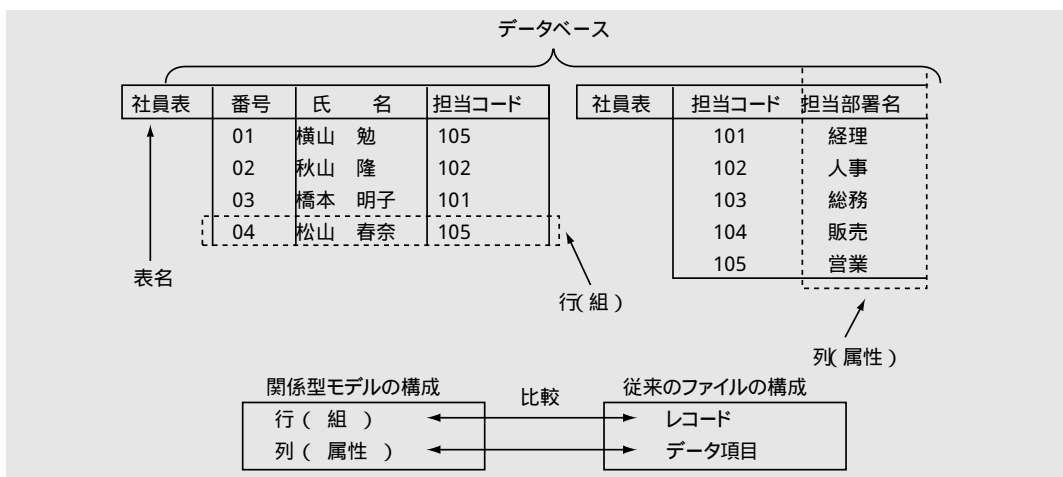 データベース
社員表 番号 氏 名 担当コード
01 横山 勉 105
02 秋山 隆 102
03 橋本 明子 101
04 松山 春奈 105
表名
行(組)
社員表 担当コード 担当部署名
101 経理
102 人事
103 総務
104 販売
105 営業
列(属性)
関係型モデルの構成 比較 従来のファイルの構成
行(組) レコード
列(属性) データ項目